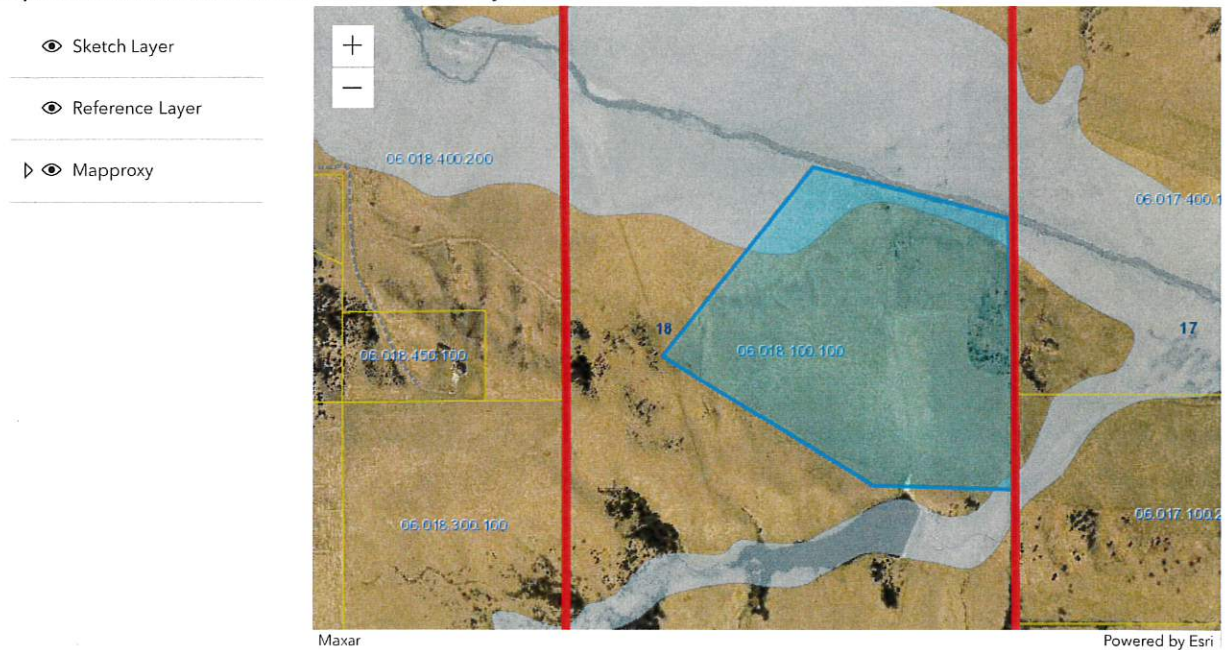 Sketch Layer
Reference Layer
Mapproxy
+
−
06.018.400.200
06.017.400.1
18
17
06.018.450.100
06.018.100.100
06.018.300.100
06.017.100.2
Maxar
Powered by Esri